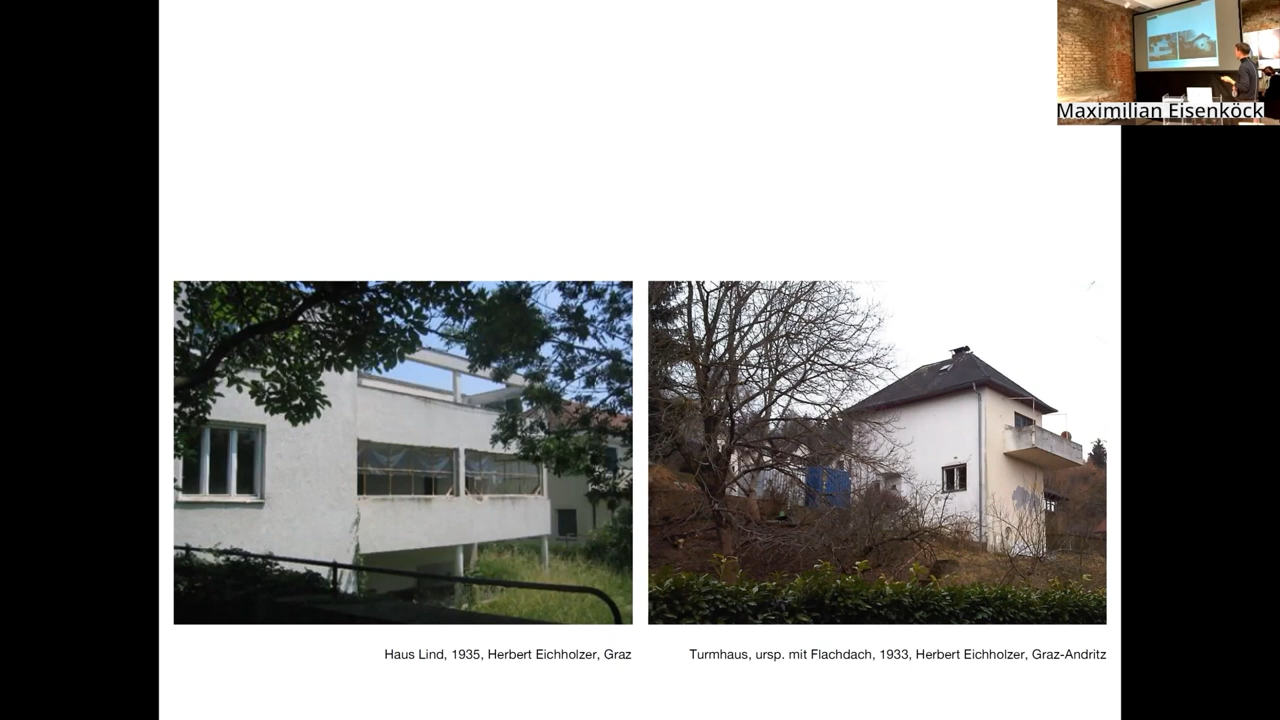 Maximilian Eisenköck
Haus Lind, 1935, Herbert Eichholzer, Graz
Turmhaus, ursp. mit Flachdach, 1933, Herbert Eichholzer, Graz-Andritz